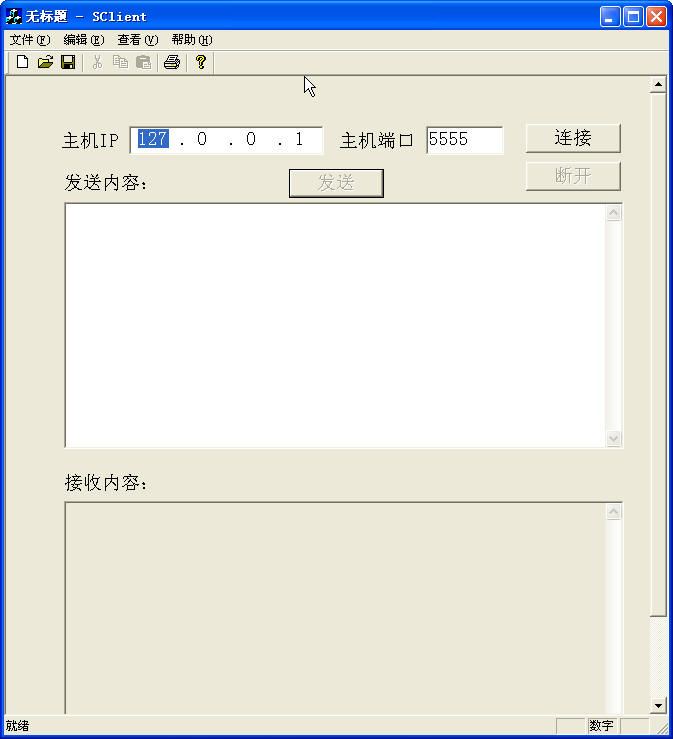 无标题 - SClient
文件(F) 编辑(E) 查看(V) 帮助(H)
主机IP 127 . 0 . 0 . 1 主机端口 5555 连接
断开
发送内容： 发送
接收内容：
就绪 数字